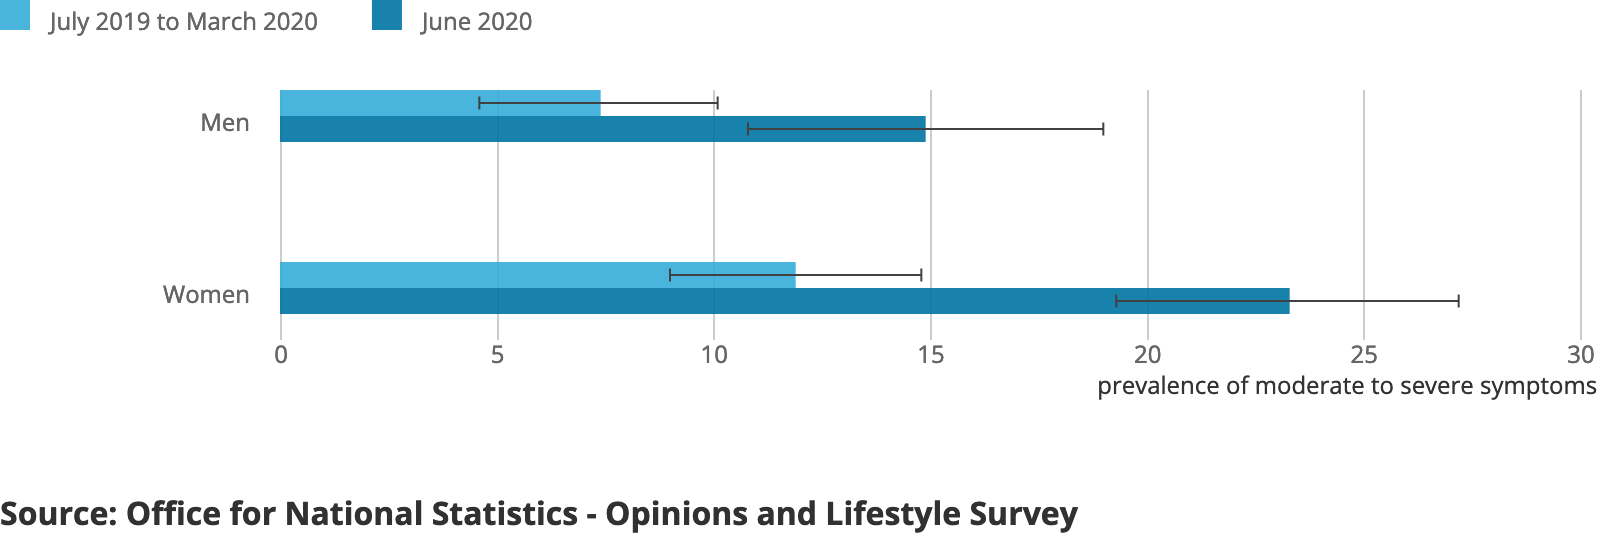 July 2019 to March 2020 June 2020
Men
Women
0 5 10 15 20 25 30
prevalence of moderate to severe symptoms
Source: Office for National Statistics - Opinions and Lifestyle Survey